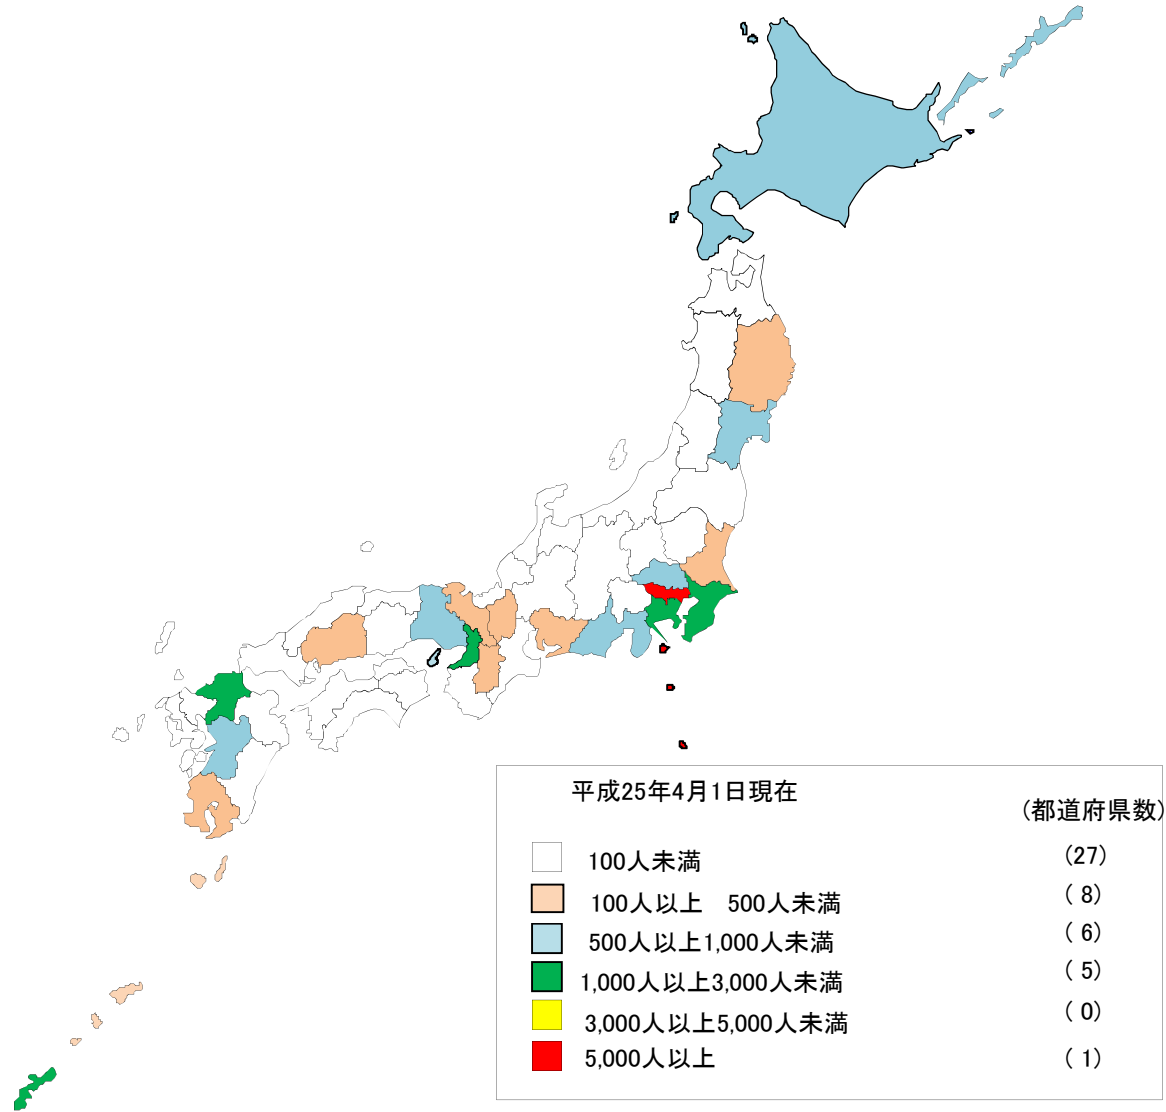 平成25年4月1日現在
(都道府県数)
100人未満 (27)
100人以上　500人未満 ( 8)
500人以上1,000人未満 ( 6)
1,000人以上3,000人未満 ( 5)
3,000人以上5,000人未満 ( 0)
5,000人以上 ( 1)